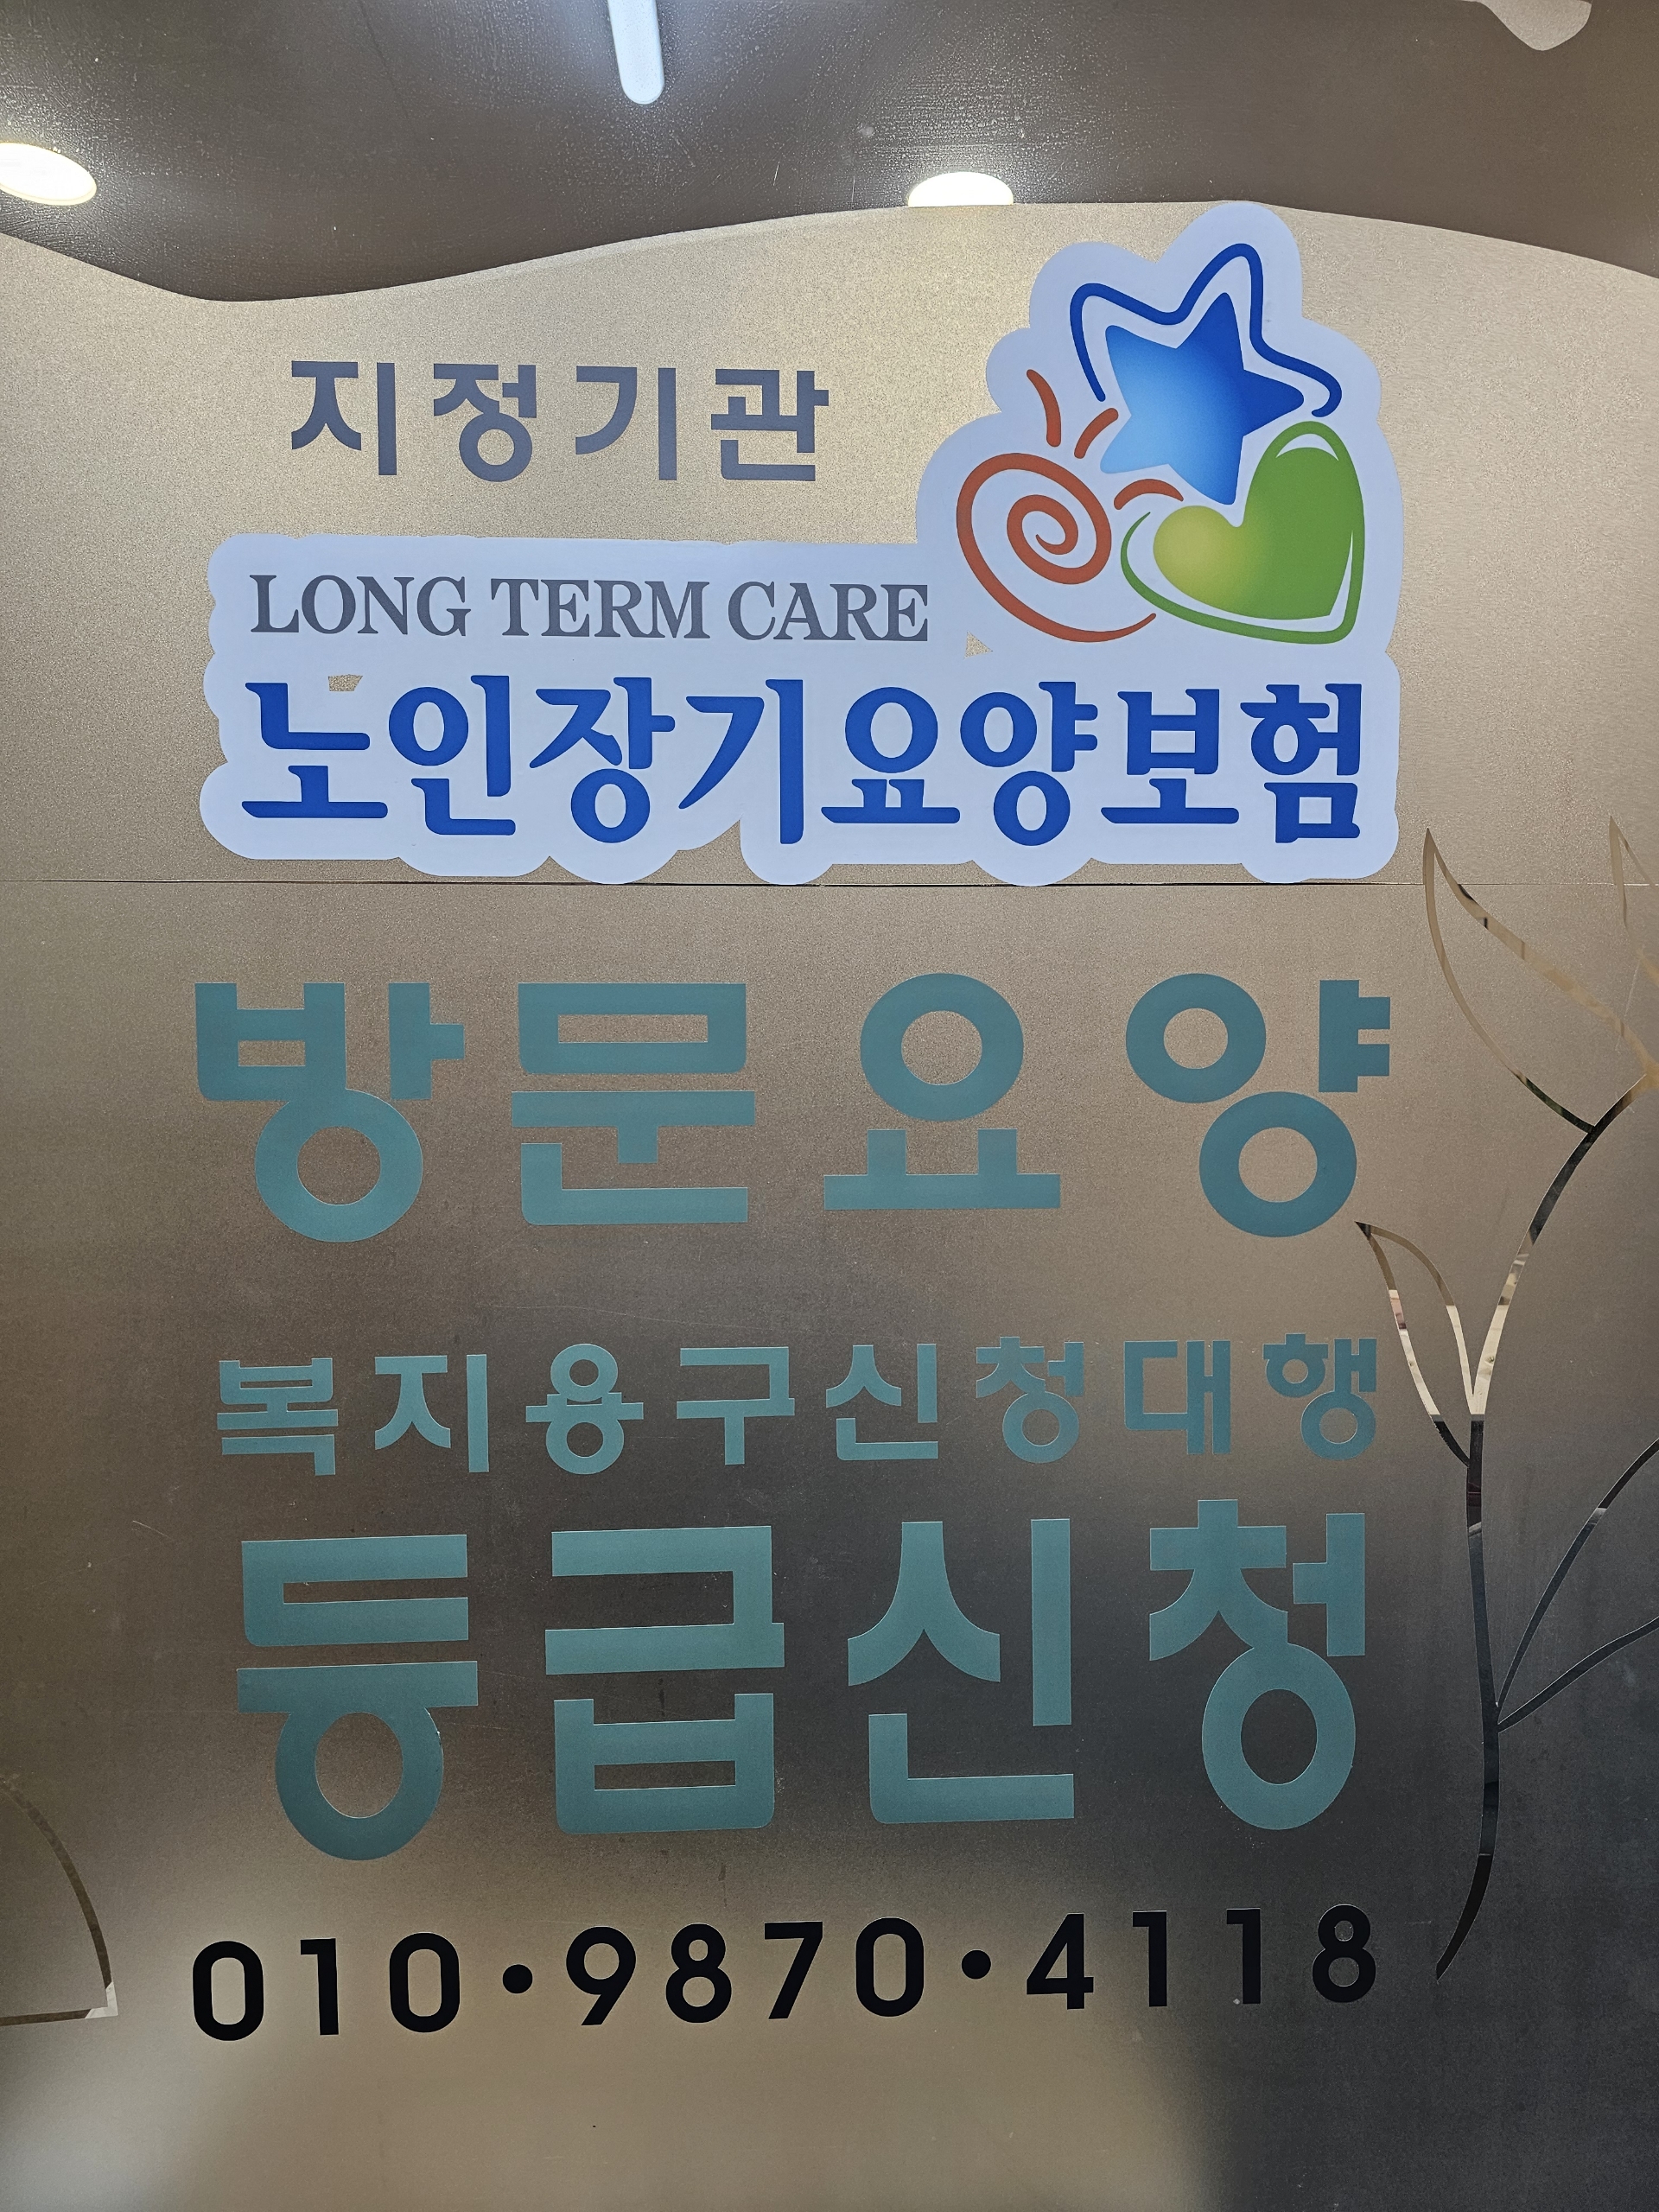 지정기관
LONG TERM CARE
노인장기요양보험
방문요양
복지용구신청대행
등급신청
010·9870·4118